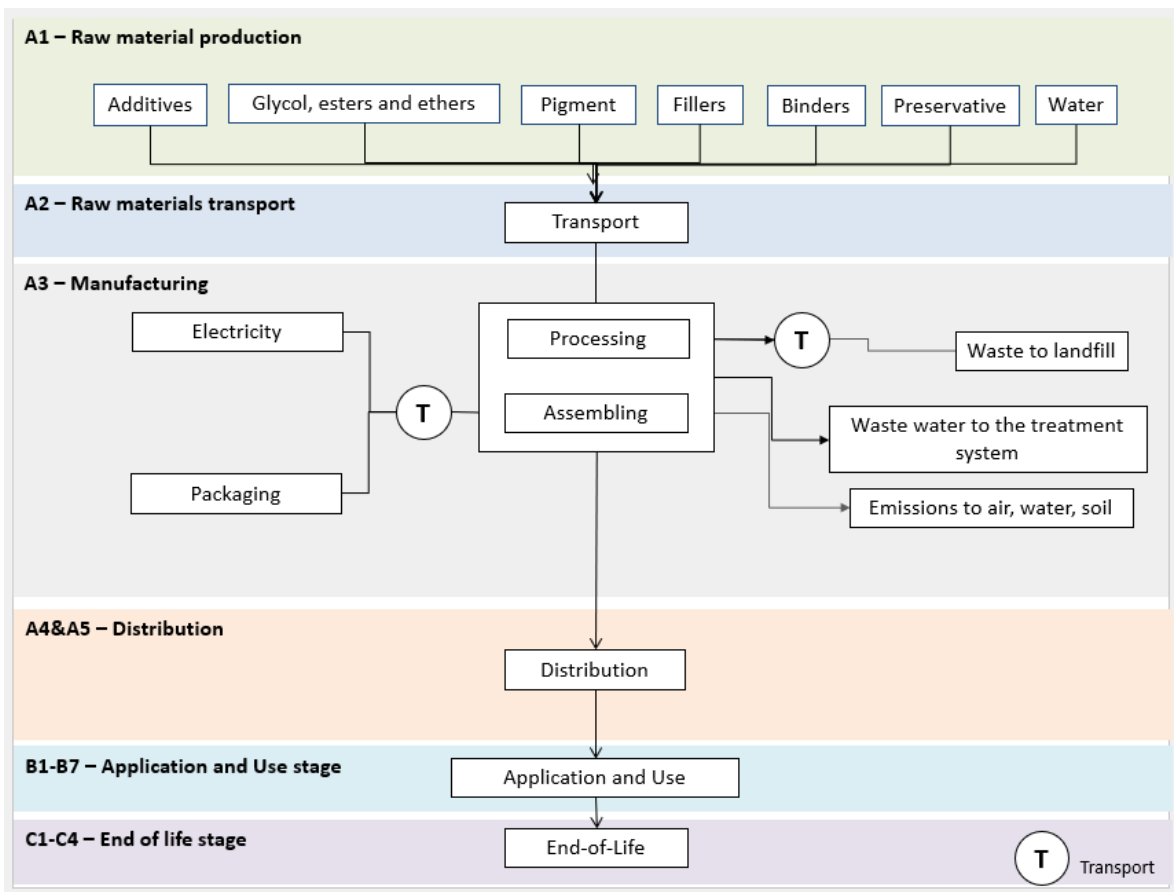 A1 – Raw material production
Additives
Glycol, esters and ethers
Pigment
Fillers
Binders
Preservative
Water
A2 – Raw materials transport
Transport
A3 – Manufacturing
Electricity
Processing
T
Waste to landfill
T
Assembling
Waste water to the treatment
system
Packaging
Emissions to air, water, soil
A4&A5 – Distribution
Distribution
B1-B7 – Application and Use stage
Application and Use
C1-C4 – End of life stage
End-of-Life
T
Transport